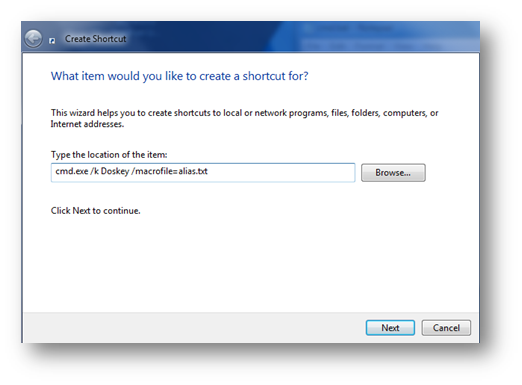 Create Shortcut
What item would you like to create a shortcut for?
This wizard helps you to create shortcuts to local or network programs, files, folders, computers, or
Internet addresses.
Type the location of the item:
cmd.exe /k Doskey /macrofile=alias.txt
Browse...
Click Next to continue.
Next
Cancel